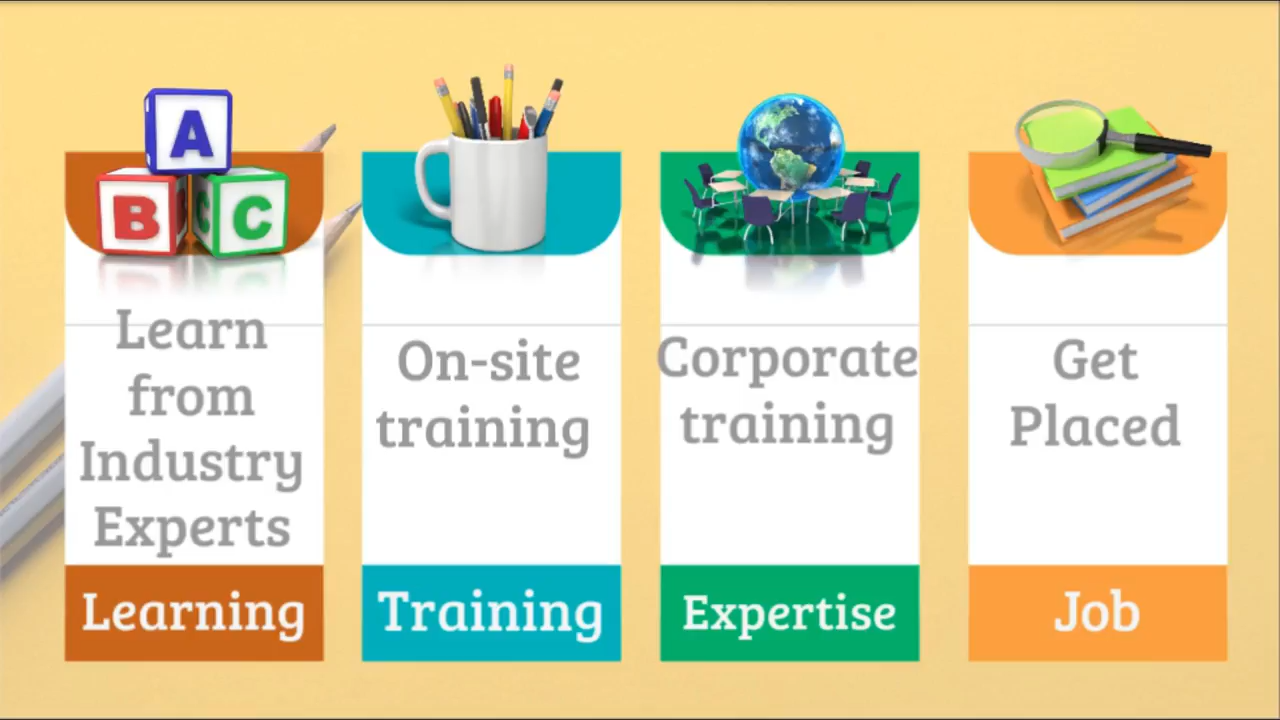 A
B C
Learn
from
Industry
Experts
Learning
On-site
training
Training
Corporate
training
Expertise
Get
Placed
Job